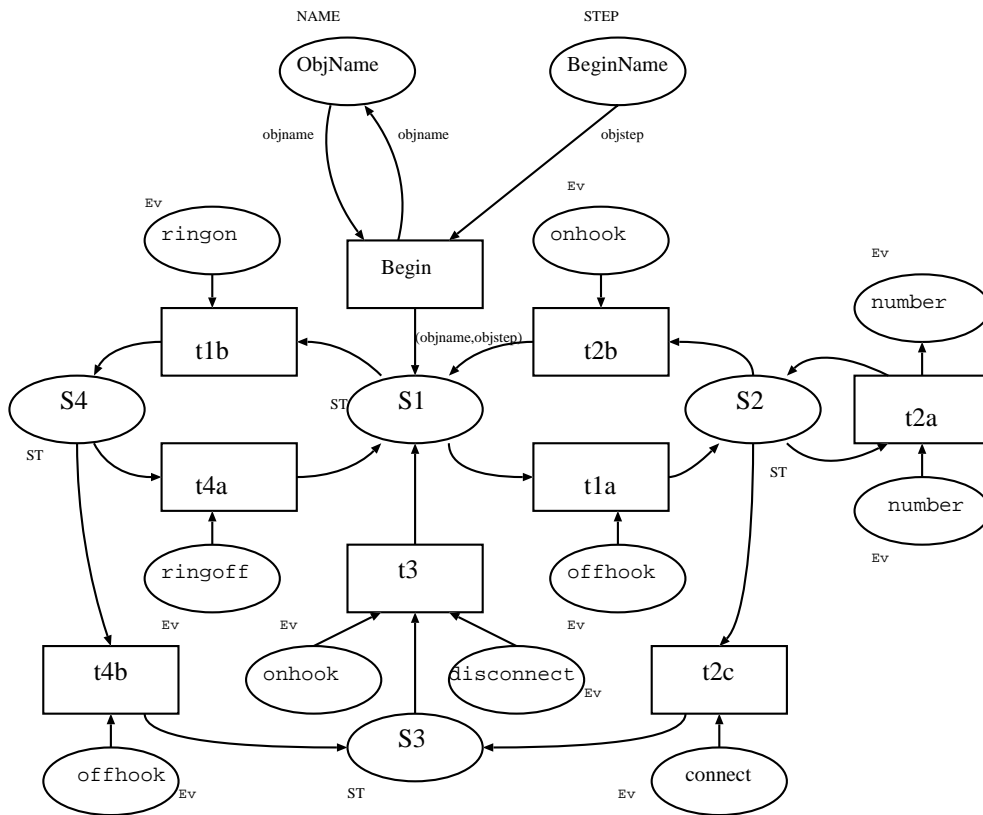 NAME
STEP
ObjName
BeginName
objname
objname
objstep
Ev
Ev
ringon
onhook
Ev
Begin
number
(objname,objstep)
t1b
t2b
S4
ST
S1
S2
t2a
ST
ST
t4a
t1a
number
Ev
ringoff
t3
offhook
Ev
Ev
Ev
t4b
onhook
disconnect
t2c
Ev
S3
offhook
connect
Ev
ST
Ev